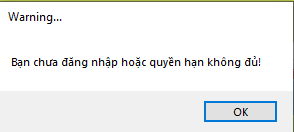 Warning...
Bạn chưa đăng nhập hoặc quyền hạn không đủ!
OK